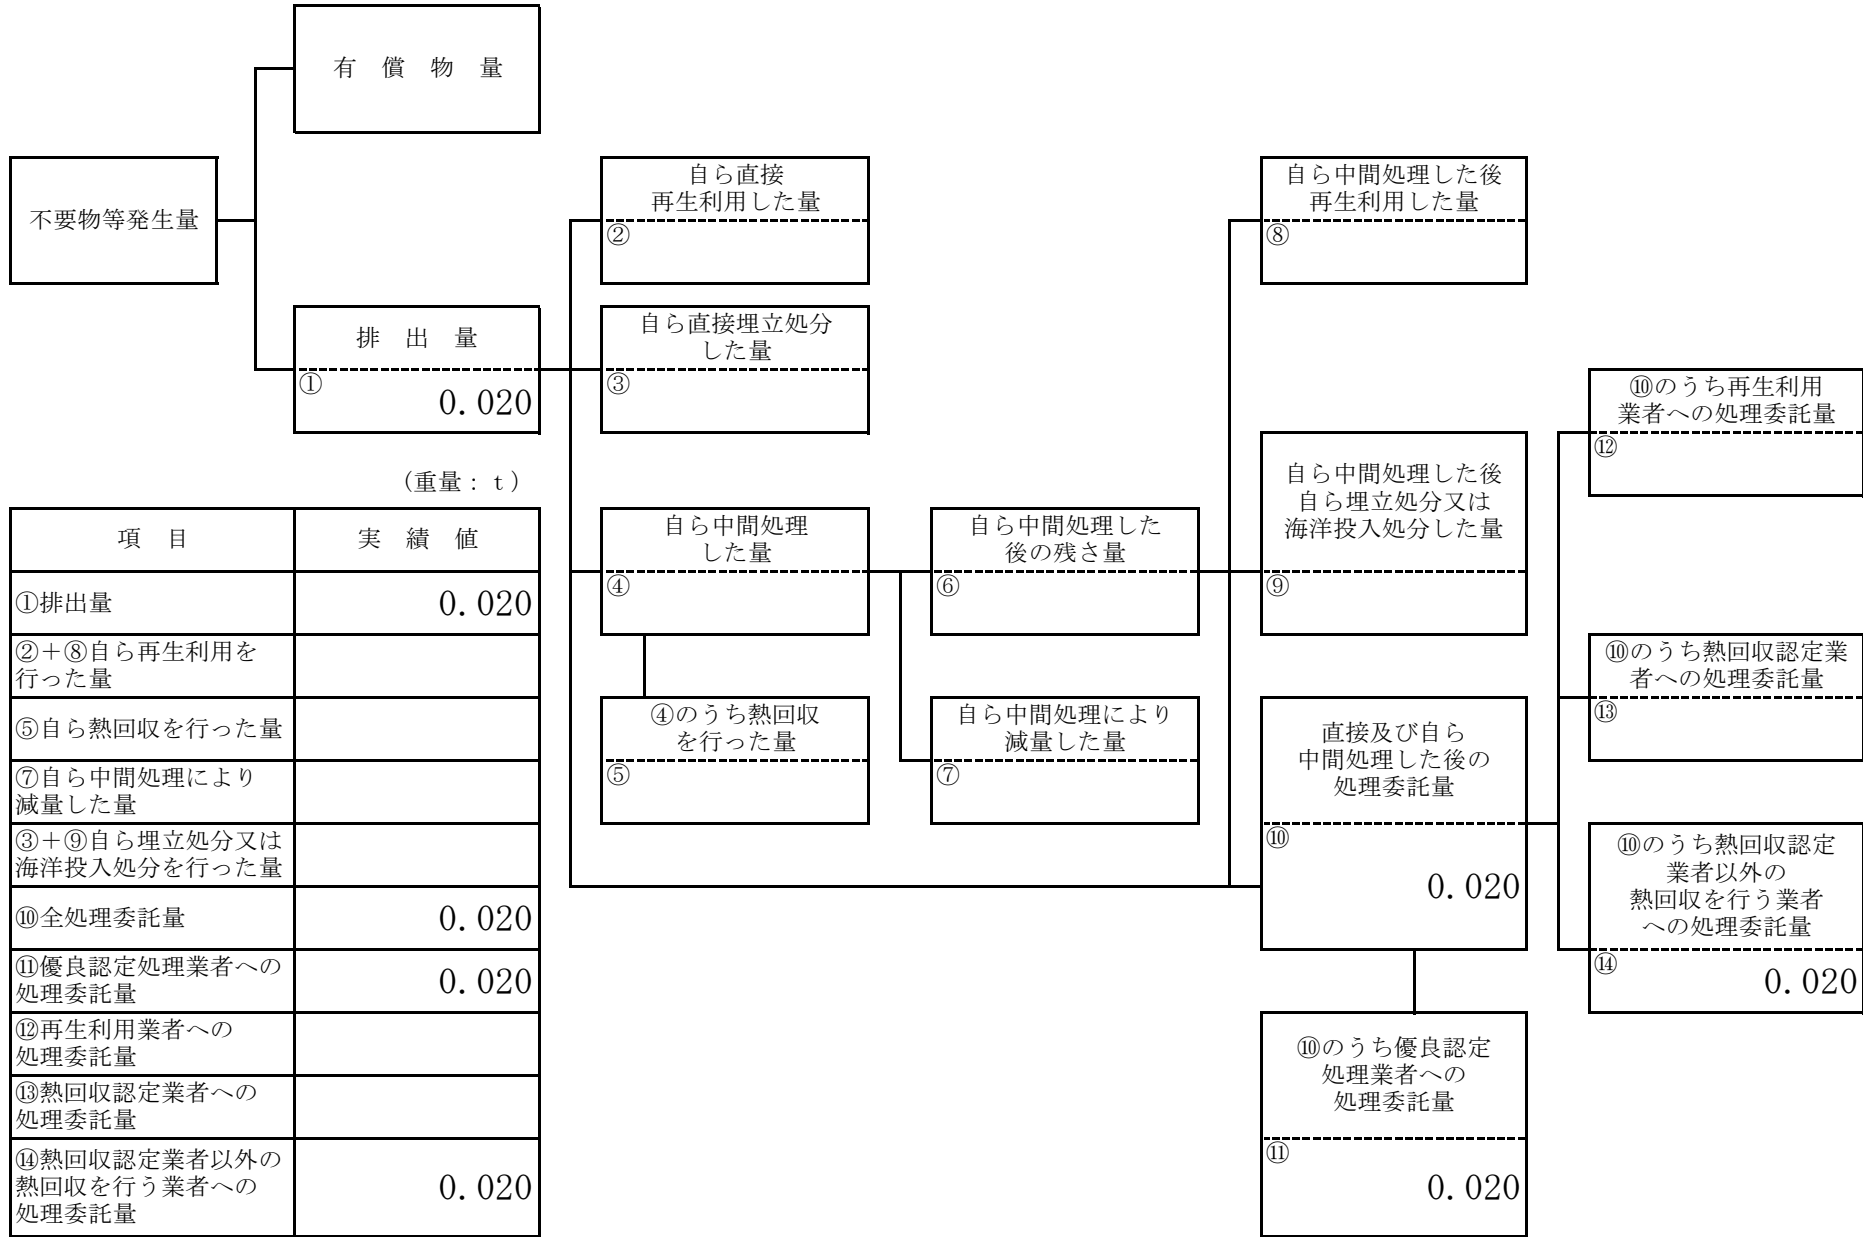 有 償 物 量
不要物等発生量
排 出 量
①
0.020
自ら直接
再生利用した量
②
自ら直接埋立処分
した量
③
自ら中間処理
した量
④
④のうち熱回収
を行った量
⑤
自ら中間処理した
後の残さ量
⑥
自ら中間処理により
減量した量
⑦
自ら中間処理した後
再生利用した量
⑧
自ら中間処理した後
自ら埋立処分又は
海洋投入処分した量
⑨
直接及び自ら
中間処理した後の
処理委託量
⑩
0.020
⑩のうち優良認定
処理業者への
処理委託量
⑪
0.020
⑩のうち再生利用
業者への処理委託量
⑫
⑩のうち熱回収認定業
者への処理委託量
⑬
⑩のうち熱回収認定
業者以外の
熱回収を行う業者
への処理委託量
⑭
0.020
（重量：ｔ）
項 目 実 績 値
①排出量 0.020
②＋⑧自ら再生利用を
行った量
⑤自ら熱回収を行った量
⑦自ら中間処理により
減量した量
③＋⑨自ら埋立処分又は
海洋投入処分を行った量
⑩全処理委託量 0.020
⑪優良認定処理業者への
処理委託量 0.020
⑫再生利用業者への
処理委託量
⑬熱回収認定業者への
処理委託量
⑭熱回収認定業者以外の
熱回収を行う業者への 0.020
処理委託量